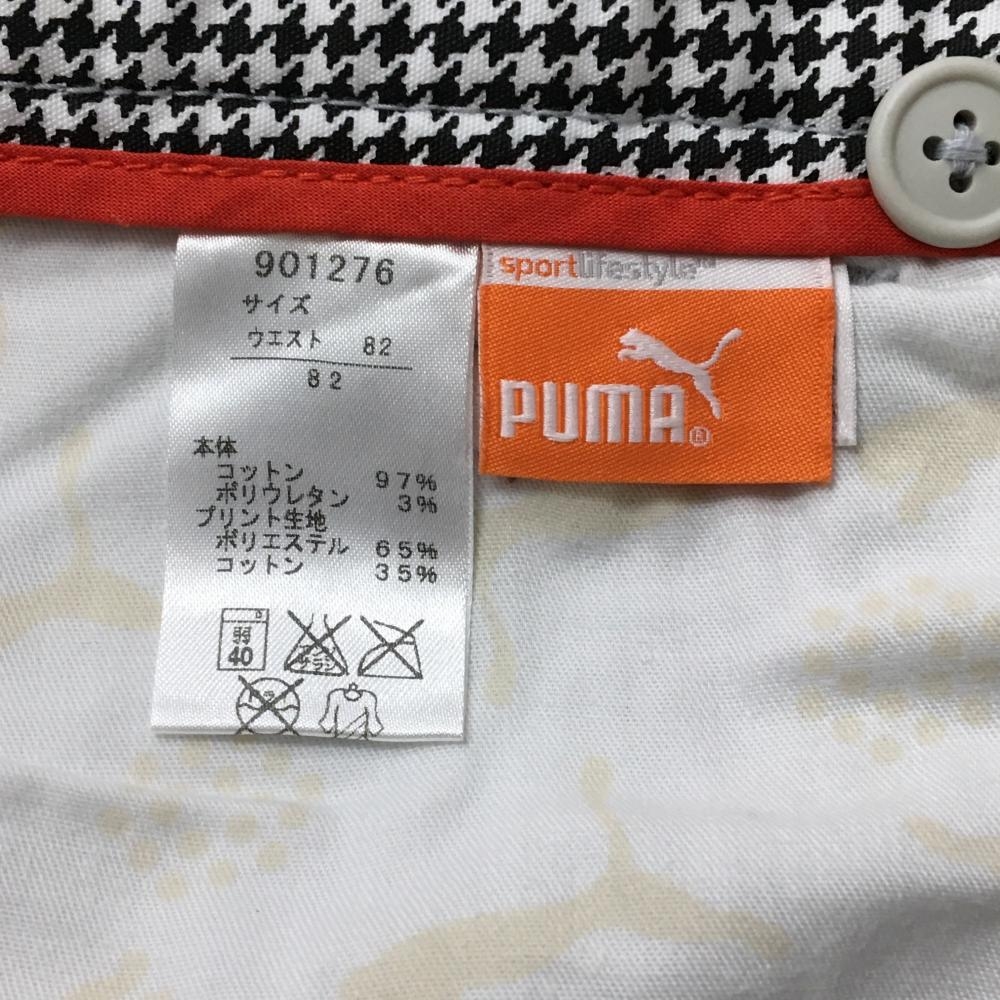 901276
サイズ
ウエスト 82
82
本体
コットン 97%
ポリウレタン 3%
プリント生地
ポリエステル 65%
コットン 35%
弱
40
sportlifestyle
PUMA®